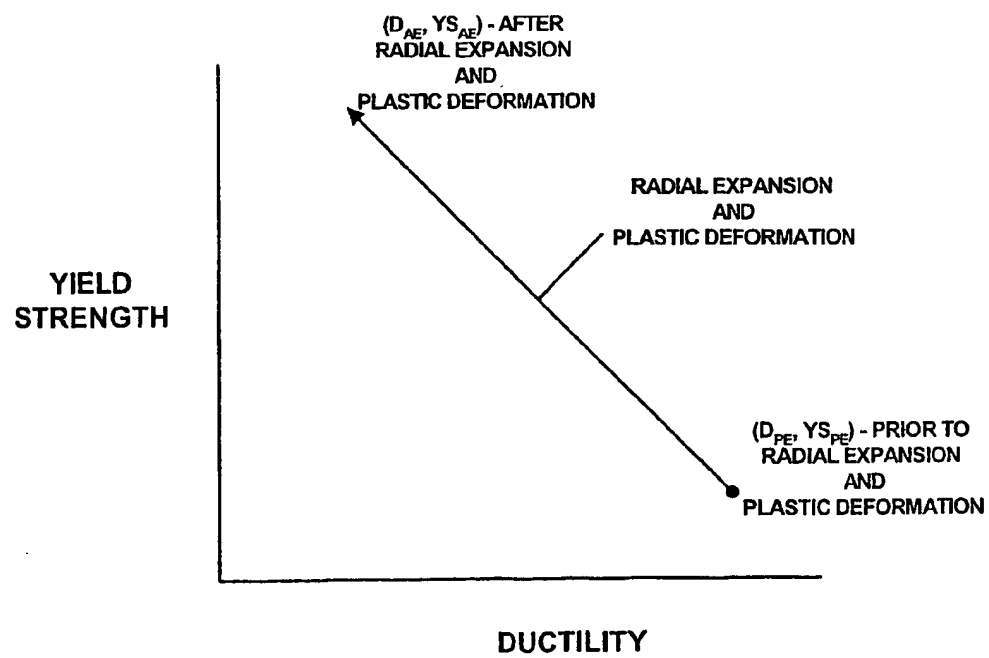 (D_AE, YS_AE) - AFTER
RADIAL EXPANSION
AND
PLASTIC DEFORMATION
RADIAL EXPANSION
AND
PLASTIC DEFORMATION
YIELD
STRENGTH
(D_PE, YS_PE) - PRIOR TO
RADIAL EXPANSION
AND
PLASTIC DEFORMATION
DUCTILITY